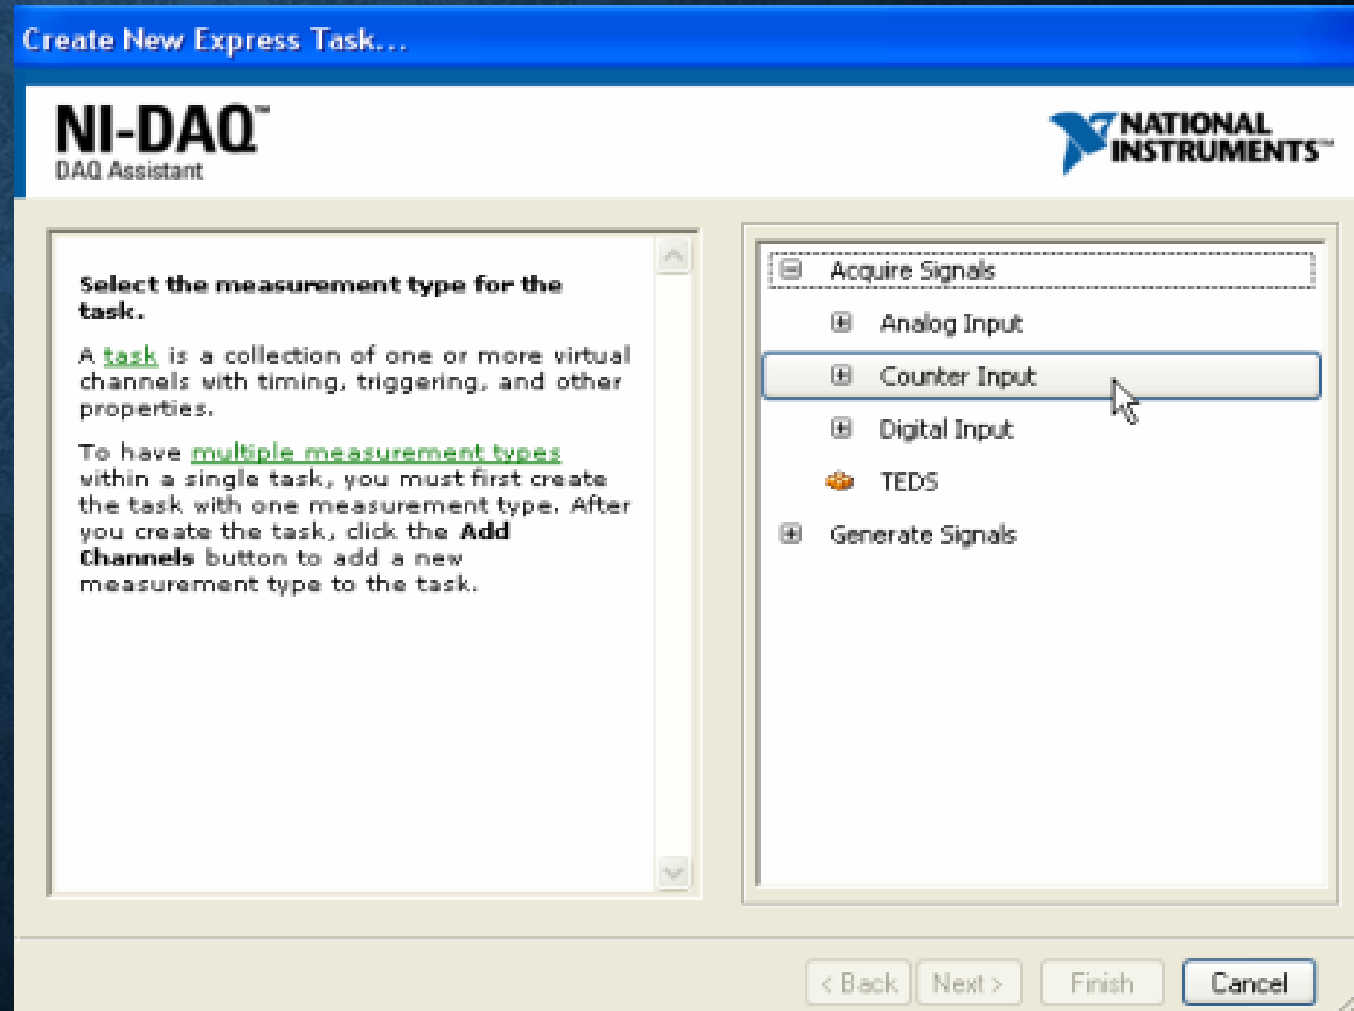 Create New Express Task...
NI-DAQ™
DAQ Assistant
NATIONAL
INSTRUMENTS™
Select the measurement type for the
task.
A task is a collection of one or more virtual
channels with timing, triggering, and other
properties.
To have multiple measurement types
within a single task, you must first create
the task with one measurement type. After
you create the task, click the Add
Channels button to add a new
measurement type to the task.
Acquire Signals
Analog Input
Counter Input
Digital Input
TEDS
Generate Signals
< Back
Next >
Finish
Cancel